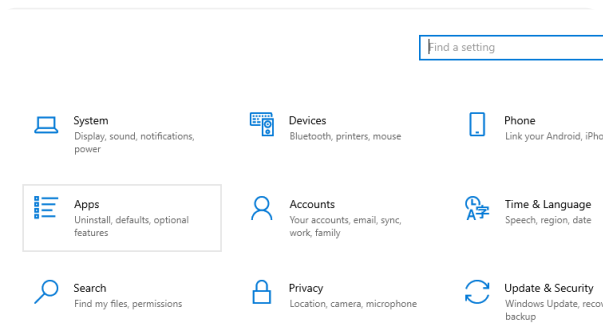 Find a setting
System
Display, sound, notifications,
power
Devices
Bluetooth, printers, mouse
Phone
Link your Android, iPho
Apps
Uninstall, defaults, optional
features
Accounts
Your accounts, email, sync,
work, family
Time & Language
Speech, region, date
Search
Find my files, permissions
Privacy
Location, camera, microphone
Update & Security
Windows Update, recov
backup